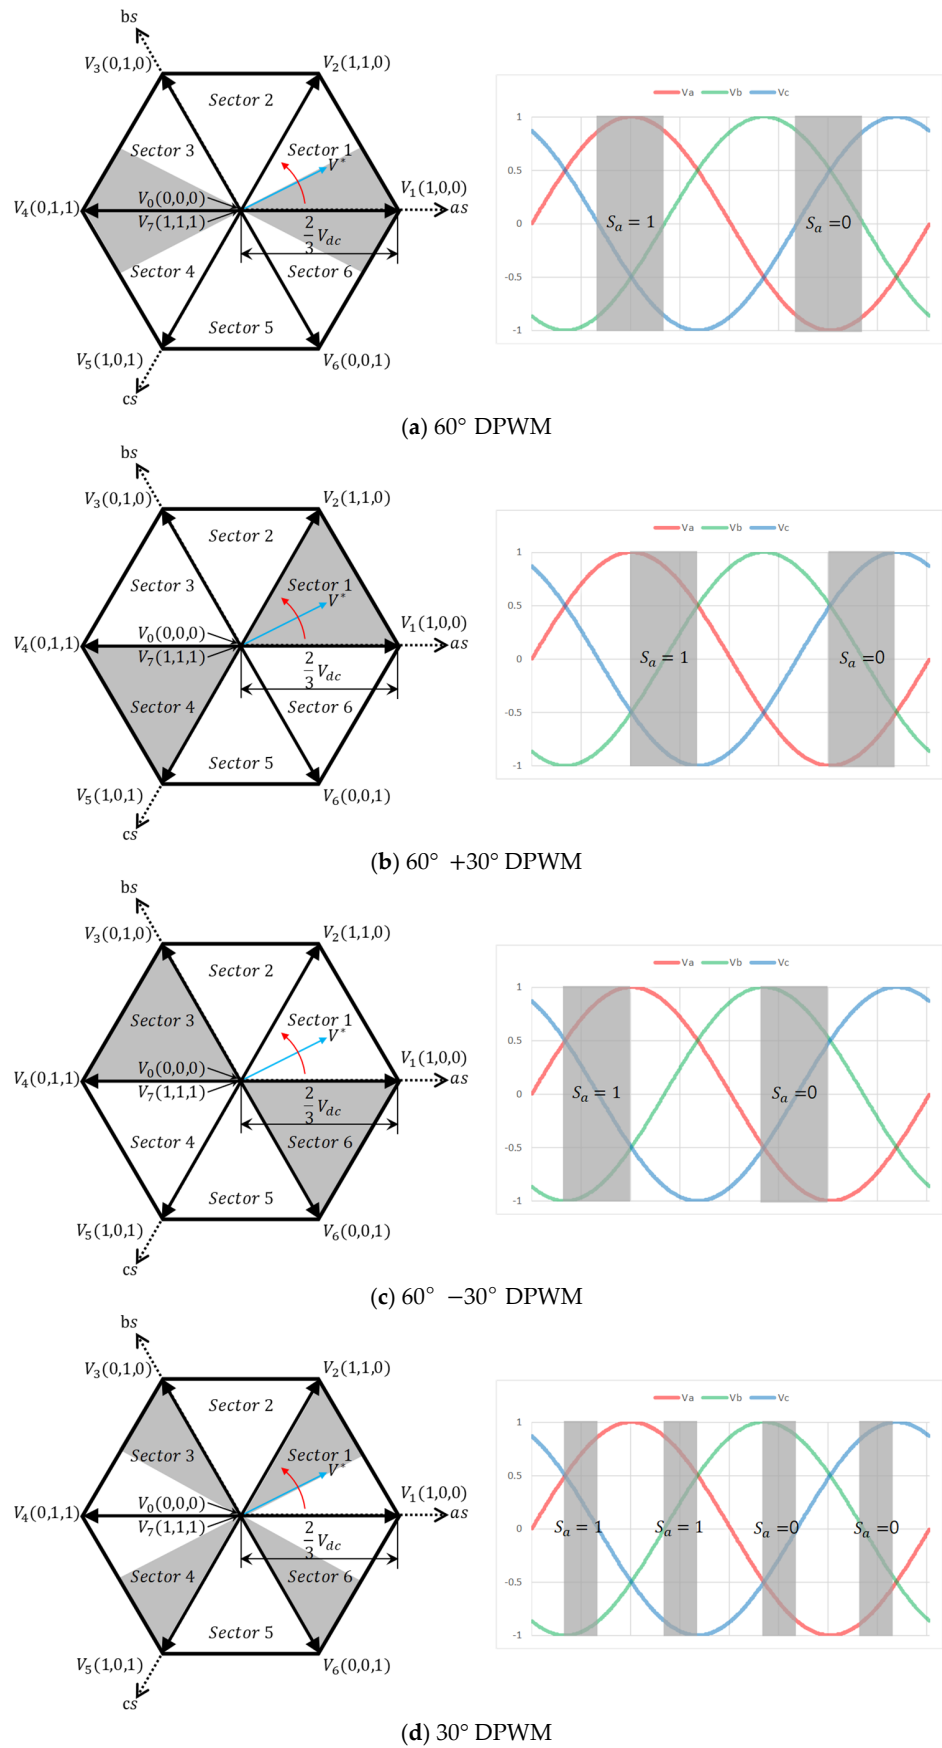 bs
V3(0,1,0)
V2(1,1,0)
Sector 2
Sector 3
Sector 1
V*
V0(0,0,0)
V1(1,0,0)
V4(0,1,1)
V7(1,1,1)
as
2/3 Vdc
Sector 4
Sector 6
Sector 5
V5(1,0,1)
V6(0,0,1)
cs
Va Vb Vc
1
0.5
0
-0.5
-1
Sa = 1
Sa = 0
(a) 60° DPWM
bs
V3(0,1,0)
V2(1,1,0)
Sector 2
Sector 3
Sector 1
V*
V0(0,0,0)
V1(1,0,0)
V4(0,1,1)
V7(1,1,1)
as
2/3 Vdc
Sector 4
Sector 6
Sector 5
V5(1,0,1)
V6(0,0,1)
cs
Va Vb Vc
1
0.5
0
-0.5
-1
Sa = 1
Sa = 0
(b) 60° +30° DPWM
bs
V3(0,1,0)
V2(1,1,0)
Sector 2
Sector 3
Sector 1
V*
V0(0,0,0)
V1(1,0,0)
V4(0,1,1)
V7(1,1,1)
as
2/3 Vdc
Sector 4
Sector 6
Sector 5
V5(1,0,1)
V6(0,0,1)
cs
Va Vb Vc
1
0.5
0
-0.5
-1
Sa = 1
Sa = 0
(c) 60° −30° DPWM
bs
V3(0,1,0)
V2(1,1,0)
Sector 2
Sector 3
Sector 1
V*
V0(0,0,0)
V1(1,0,0)
V4(0,1,1)
V7(1,1,1)
as
2/3 Vdc
Sector 4
Sector 6
Sector 5
V5(1,0,1)
V6(0,0,1)
cs
Va Vb Vc
1
0.5
0
-0.5
-1
Sa = 1
Sa = 1
Sa = 0
Sa = 0
(d) 30° DPWM